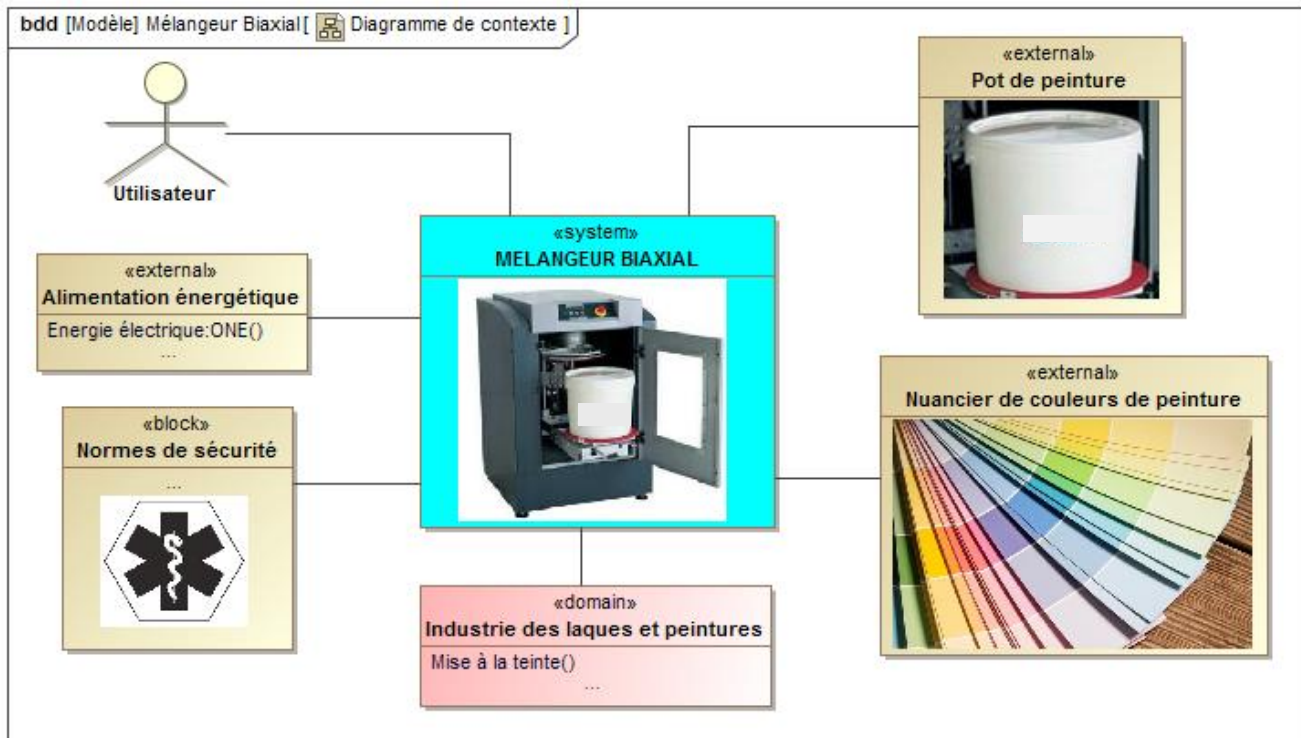 bdd [Modèle] Mélangeur Biaxial[ Diagramme de contexte ]
Utilisateur
«external»
Pot de peinture
«system»
MELANGEUR BIAXIAL
«external»
Alimentation énergétique
Energie électrique:ONE()
...
«external»
Nuancier de couleurs de peinture
«block»
Normes de sécurité
...
«domain»
Industrie des laques et peintures
Mise à la teinte()
...